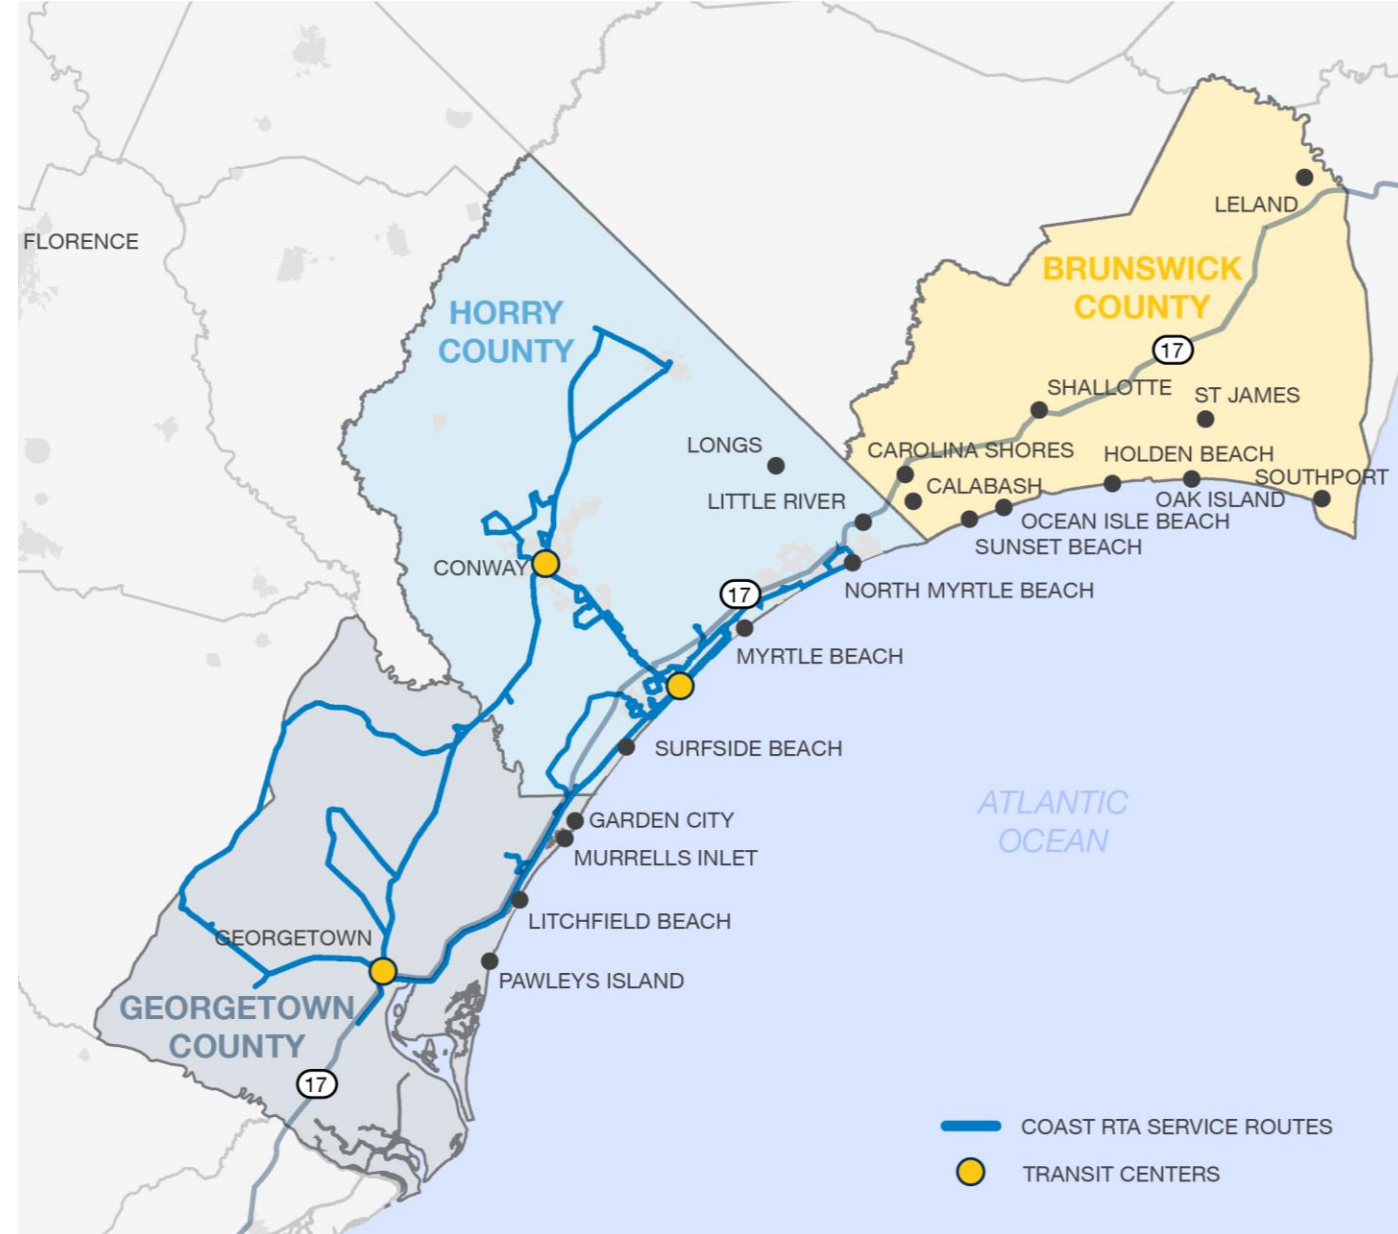 LELAND
FLORENCE
BRUNSWICK
COUNTY
HORRY
COUNTY
17
SHALLOTTE
ST JAMES
LONGS
CAROLINA SHORES
HOLDEN BEACH
SOUTHPORT
CALABASH
LITTLE RIVER
OAK ISLAND
OCEAN ISLE BEACH
SUNSET BEACH
CONWAY
NORTH MYRTLE BEACH
17
MYRTLE BEACH
SURFSIDE BEACH
ATLANTIC
OCEAN
GARDEN CITY
MURRELLS INLET
LITCHFIELD BEACH
GEORGETOWN
PAWLEYS ISLAND
GEORGETOWN
COUNTY
17
COAST RTA SERVICE ROUTES
TRANSIT CENTERS